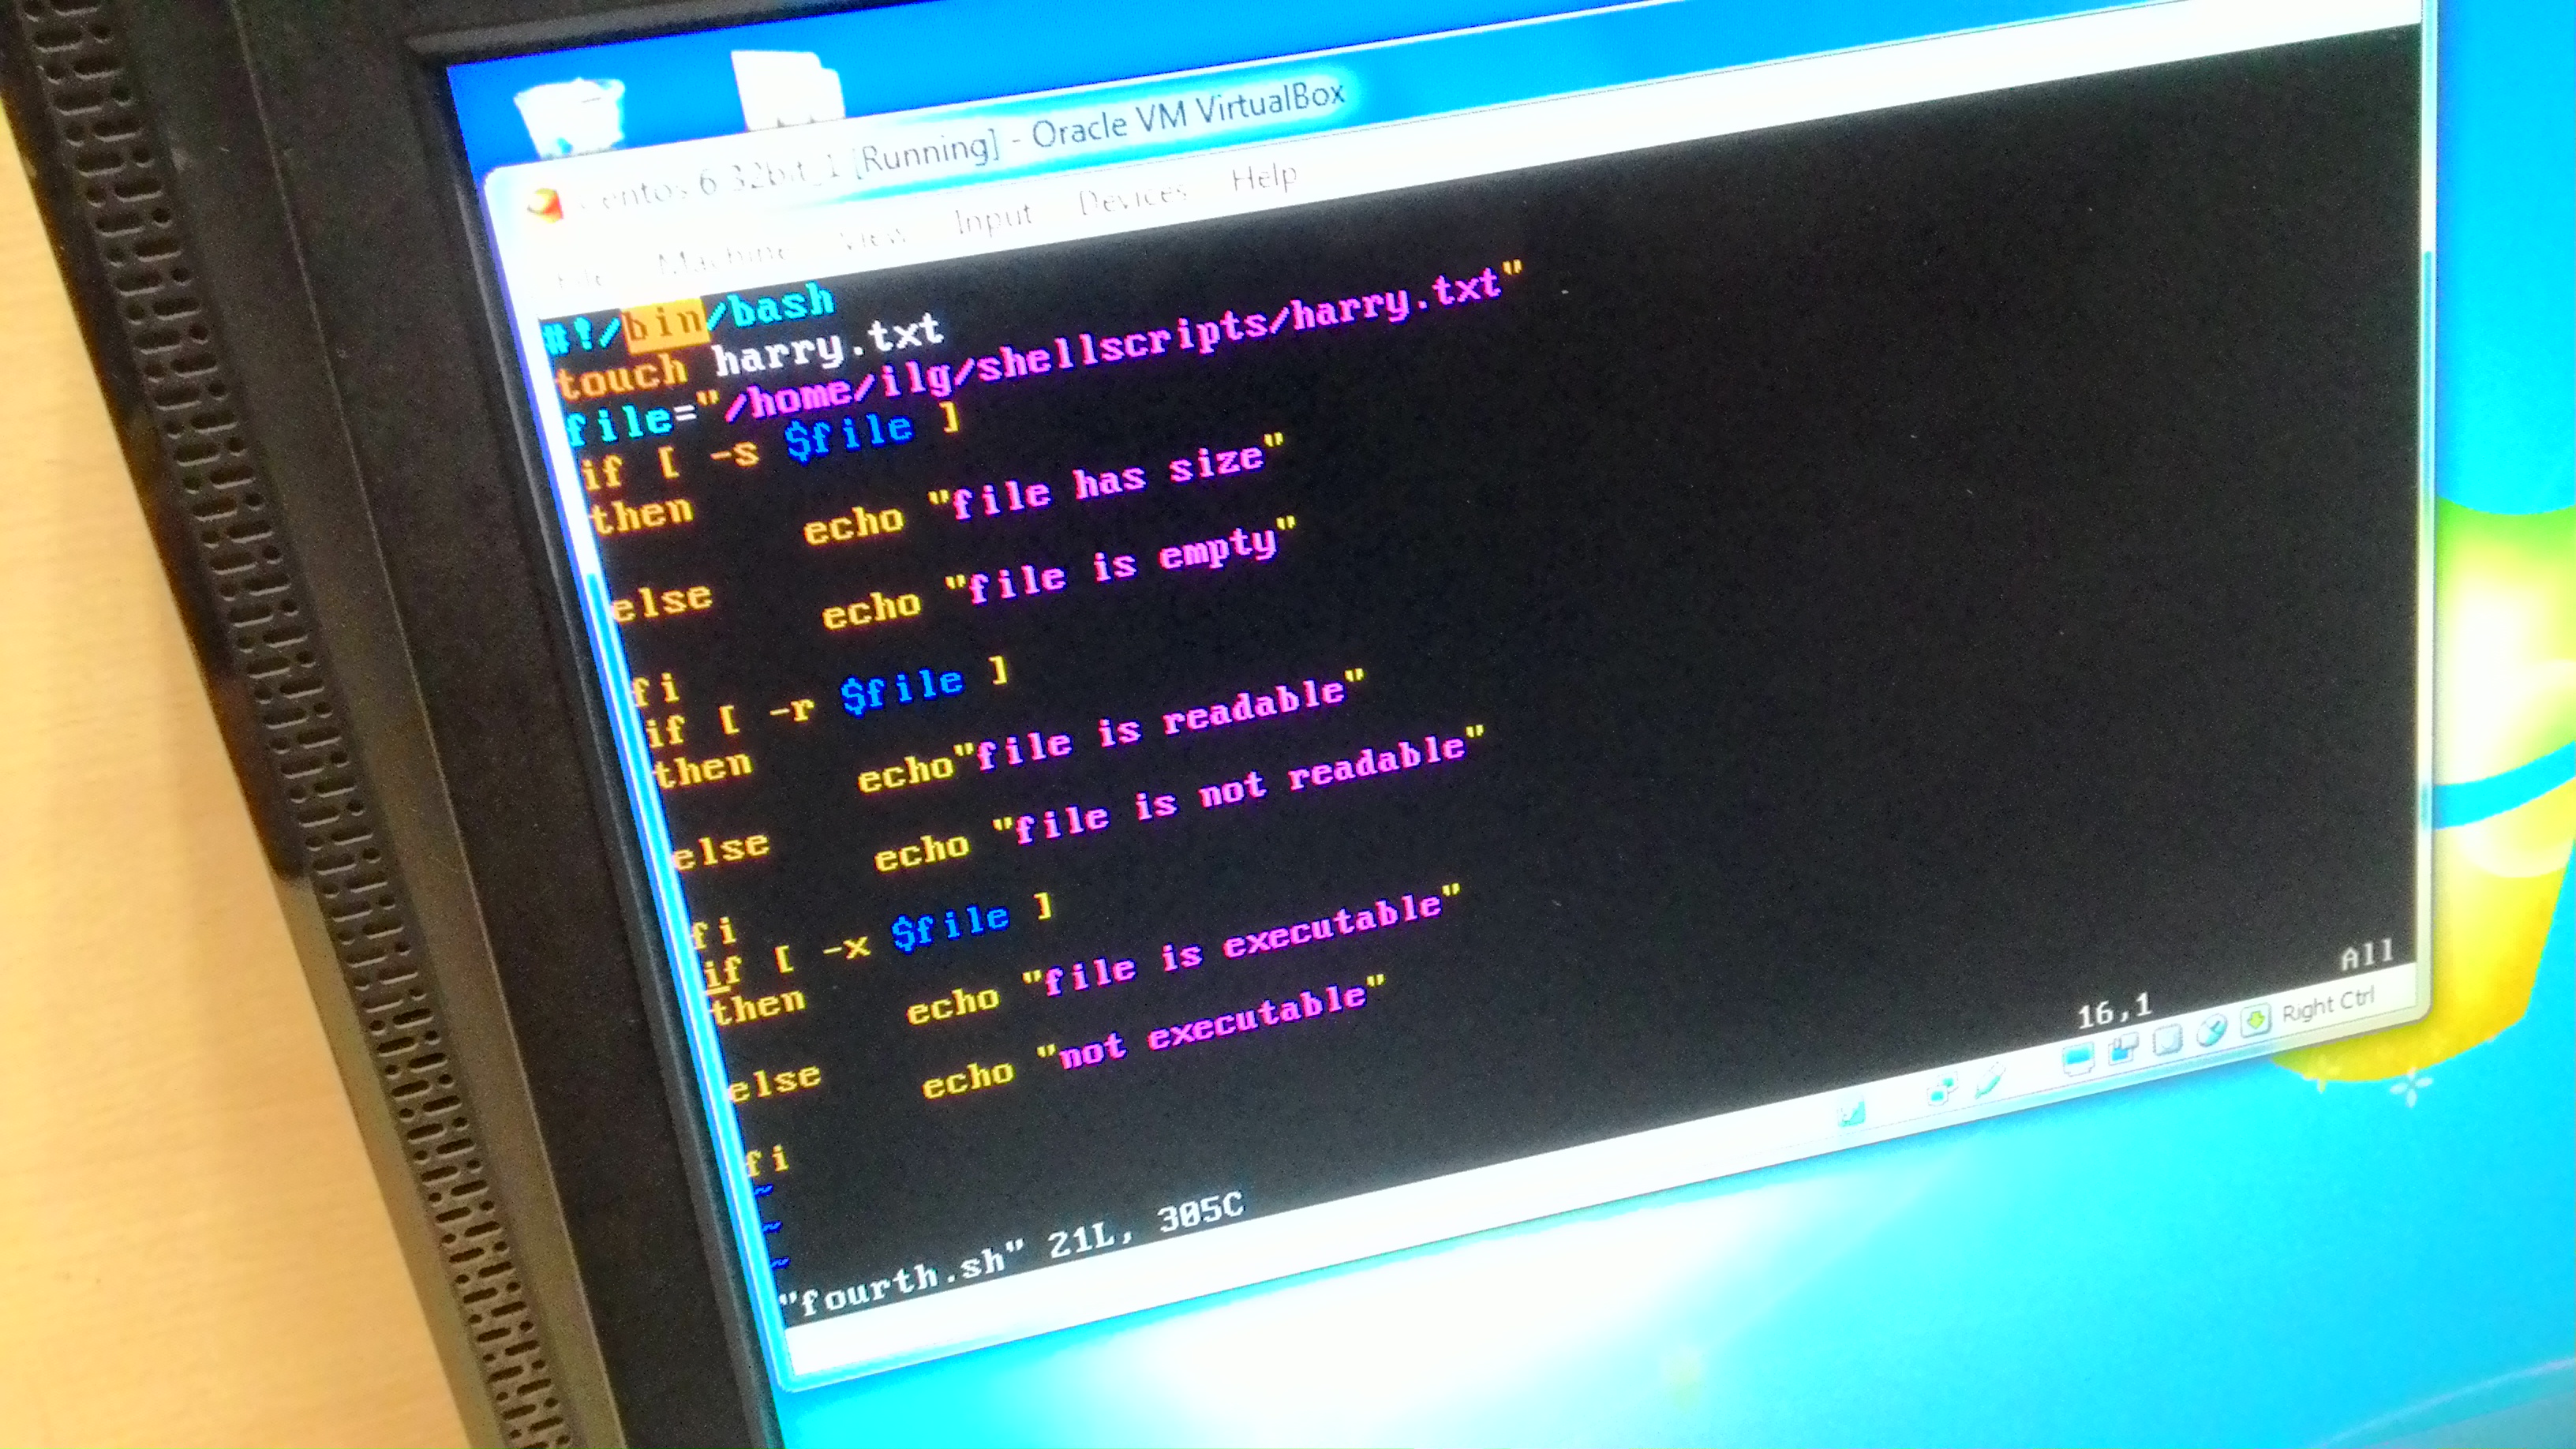 Centos 6 32bit_1 [Running] - Oracle VM VirtualBox
File Machine View Input Devices Help
#!/bin/bash
touch harry.txt
file="/home/ilg/shellscripts/harry.txt"
if [ -s $file ]
then
echo "file has size"
else
echo "file is empty"
fi
if [ -r $file ]
then
echo"file is readable"
else
echo "file is not readable"
fi
if [ -x $file ]
then
echo "file is executable"
else
echo "not executable"
fi
~
~
~
"fourth.sh" 21L, 305C
16,1
All
Right Ctrl